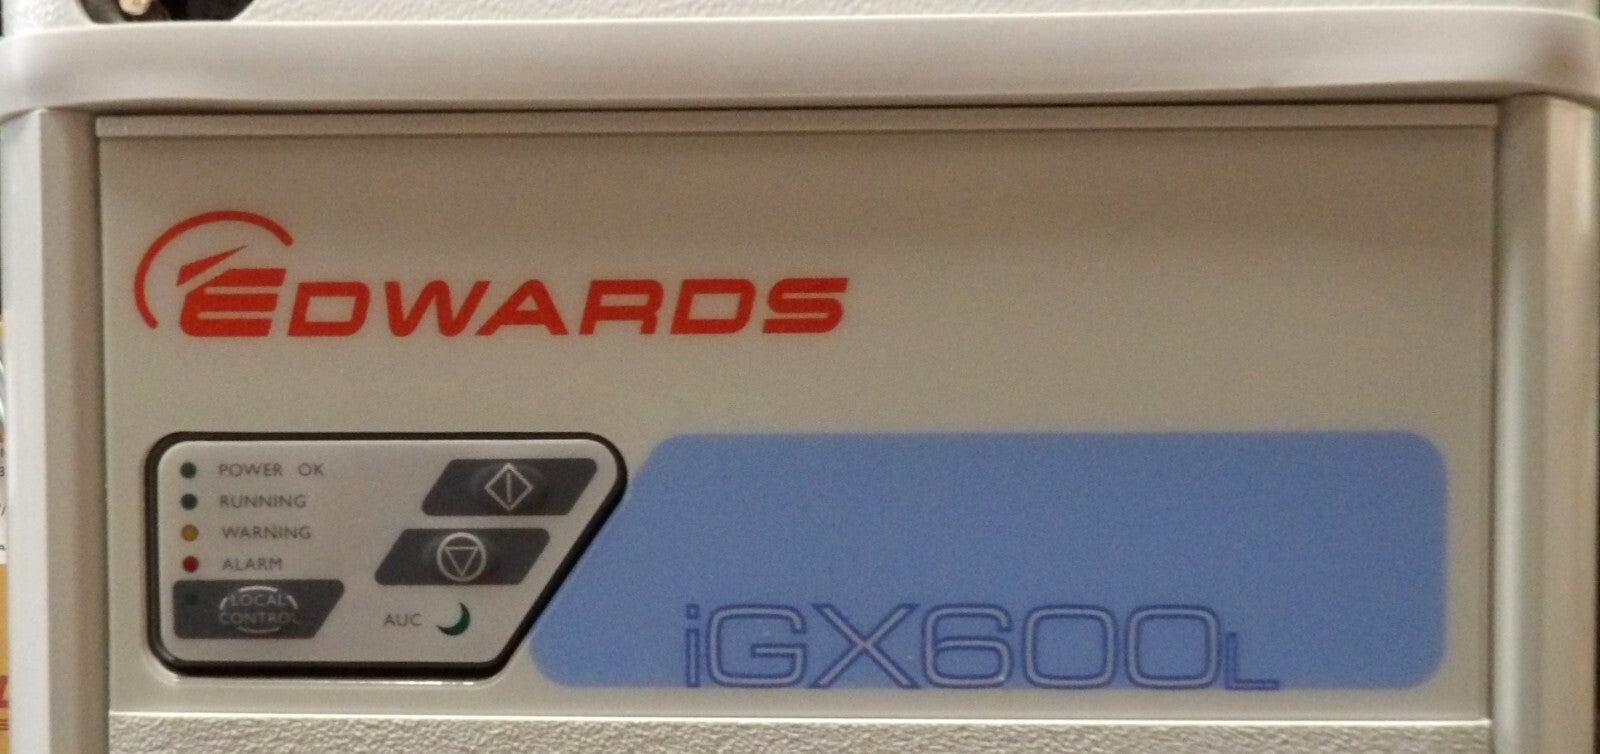 EDWARDS
POWER OK
RUNNING
WARNING
ALARM
LOCAL
CONTROL
AUC
iGX600L